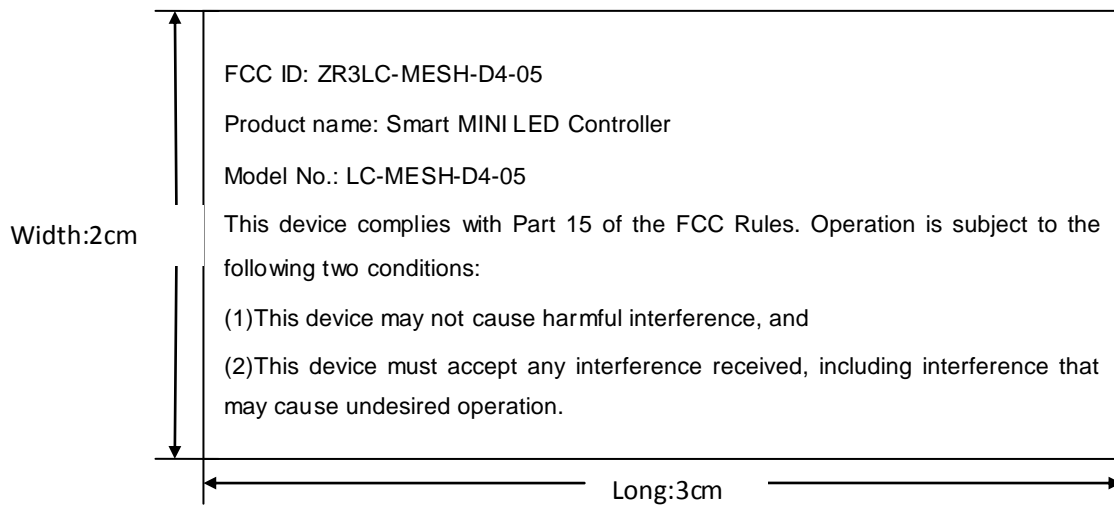 FCC ID: ZR3LC-MESH-D4-05
Product name: Smart MINI LED Controller
Model No.: LC-MESH-D4-05
Width:2cm
This device complies with Part 15 of the FCC Rules. Operation is subject to the
following two conditions:
(1)This device may not cause harmful interference, and
(2)This device must accept any interference received, including interference that
may cause undesired operation.
Long:3cm